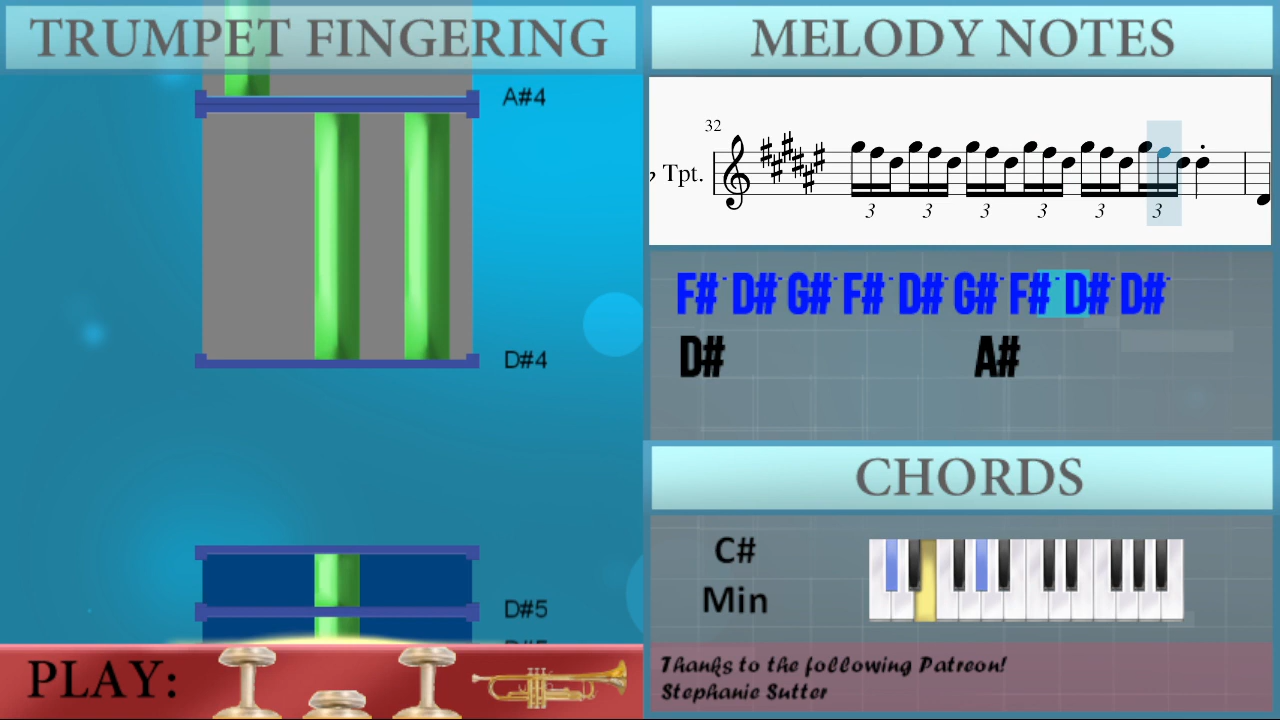 TRUMPET FINGERING
A#4
D#4
D#5
PLAY:
MELODY NOTES
32
Tpt.
3 3 3 3 3 3
F# D# G# F# D# G# F# D# D#
D# A#
CHORDS
C#
Min
Thanks to the following Patreon!
Stephanie Sutter